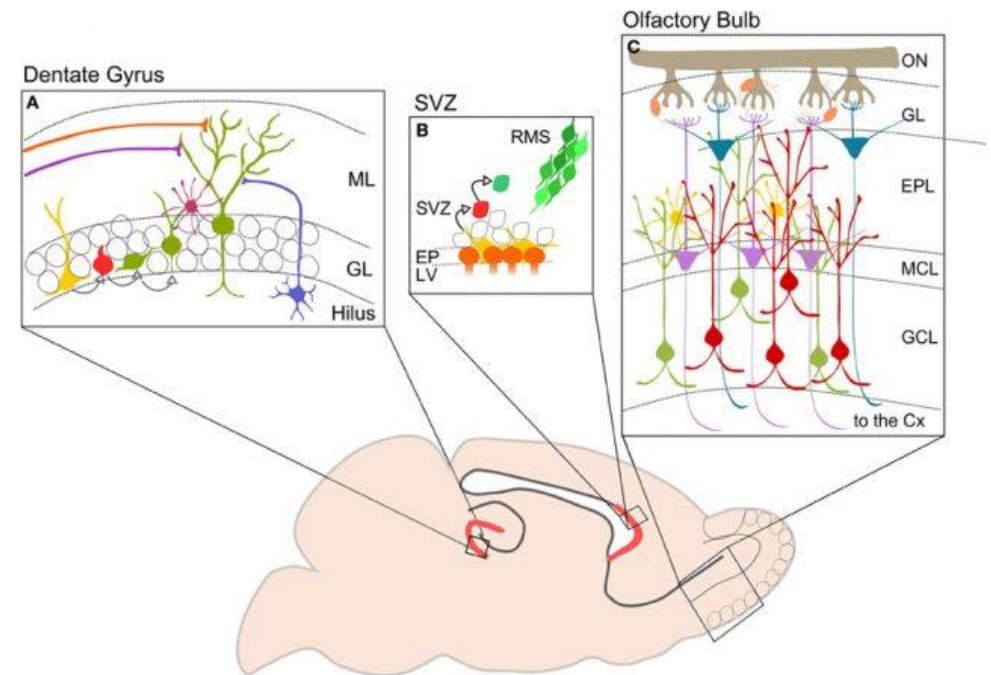 Dentate Gyrus
A
ML
GL
Hilus
SVZ
B
RMS
SVZ
EP
LV
Olfactory Bulb
C
ON
GL
EPL
MCL
GCL
to the Cx